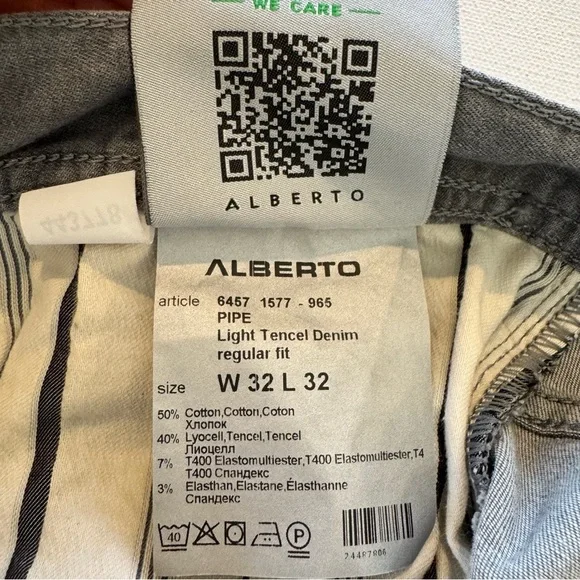 WE CARE
ALBERTO
443778
ALBERTO
article 6457 1577 - 965
PIPE
Light Tencel Denim
regular fit
size W 32 L 32
50% Cotton,Cotton,Coton
Хлопок
40% Lyocell,Tencel,Tencel
Лиоцелл
7% T400 Elastomultiester,T400 Elastomultiester,T4
T400 Спандекс
3% Elasthan,Elastane,Élasthanne
Спандекс
40 P
24487806